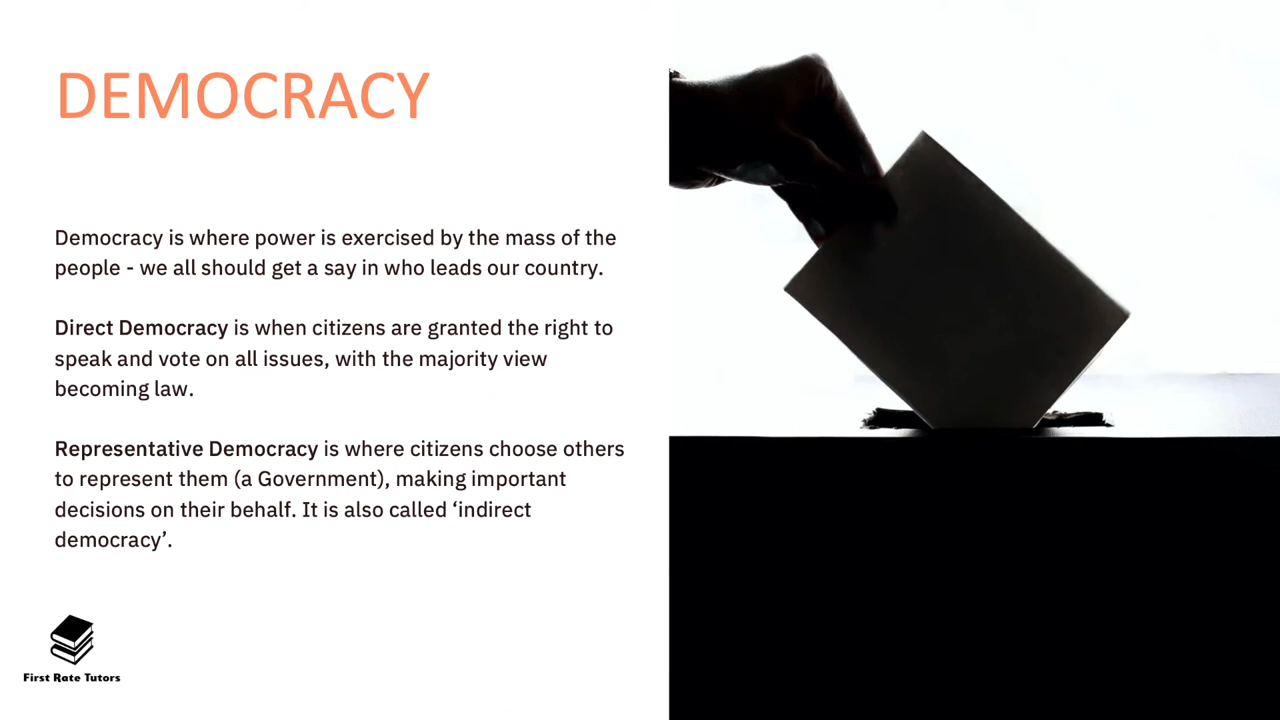 DEMOCRACY
Democracy is where power is exercised by the mass of the
people - we all should get a say in who leads our country.
Direct Democracy is when citizens are granted the right to
speak and vote on all issues, with the majority view
becoming law.
Representative Democracy is where citizens choose others
to represent them (a Government), making important
decisions on their behalf. It is also called ‘indirect
democracy’.
First Rate Tutors